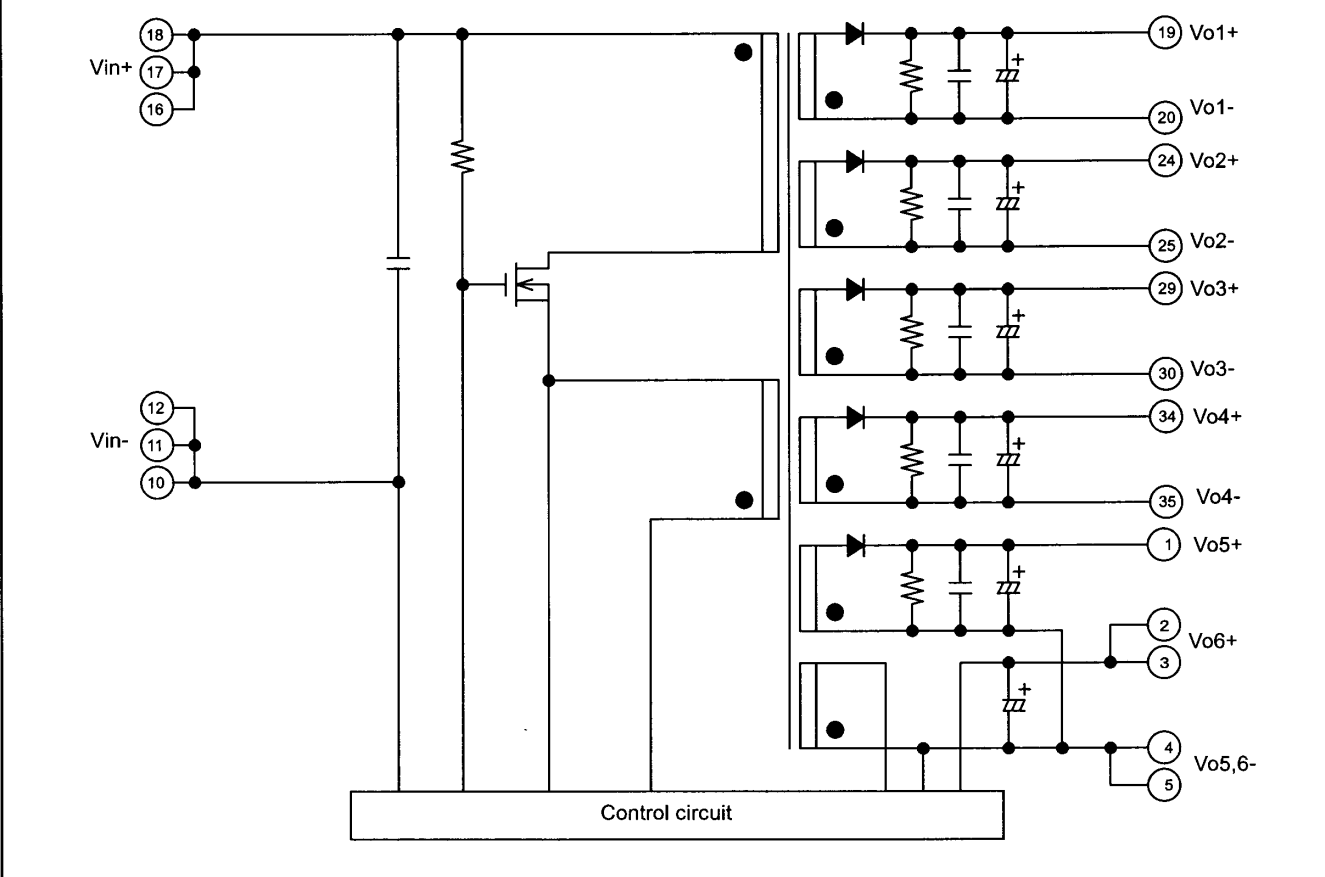 18
Vin+
17
16
12
Vin-
11
10
19
Vo1+
20
Vo1-
24
Vo2+
25
Vo2-
29
Vo3+
30
Vo3-
34
Vo4+
35
Vo4-
1
Vo5+
2
Vo6+
3
4
Vo5,6-
5
+
+
+
+
+
+
Control circuit